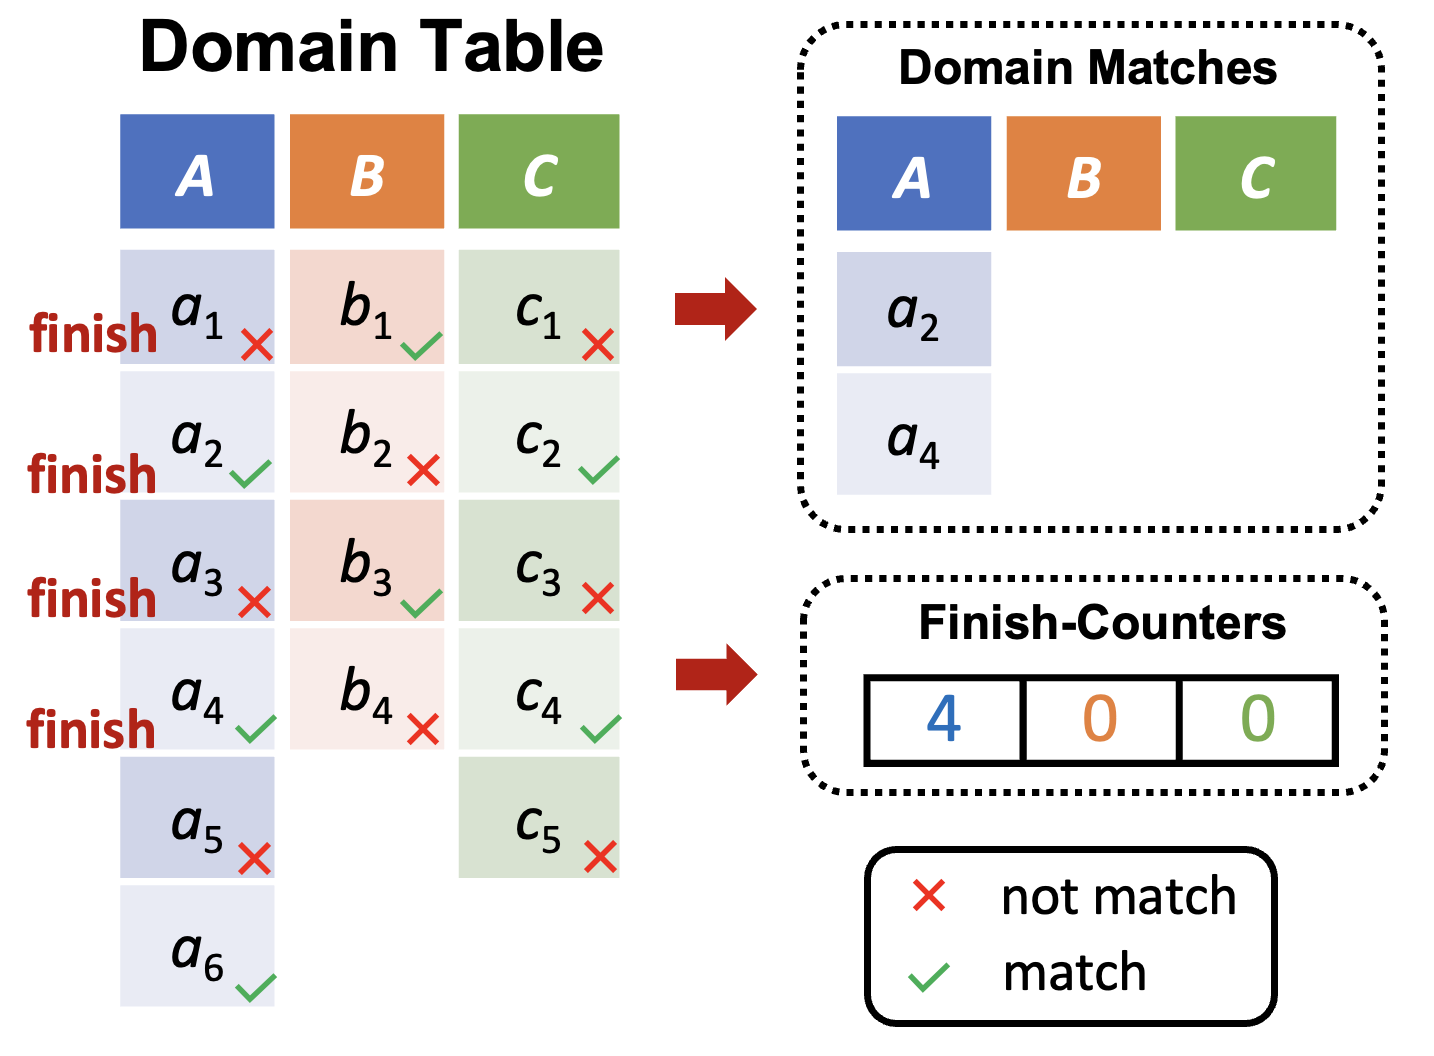 Domain Table
A B C
finish a1 b1 c1
finish a2 b2 c2
finish a3 b3 c3
finish a4 b4 c4
a5 c5
a6
Domain Matches
A B C
a2
a4
Finish-Counters
4 0 0
not match
match